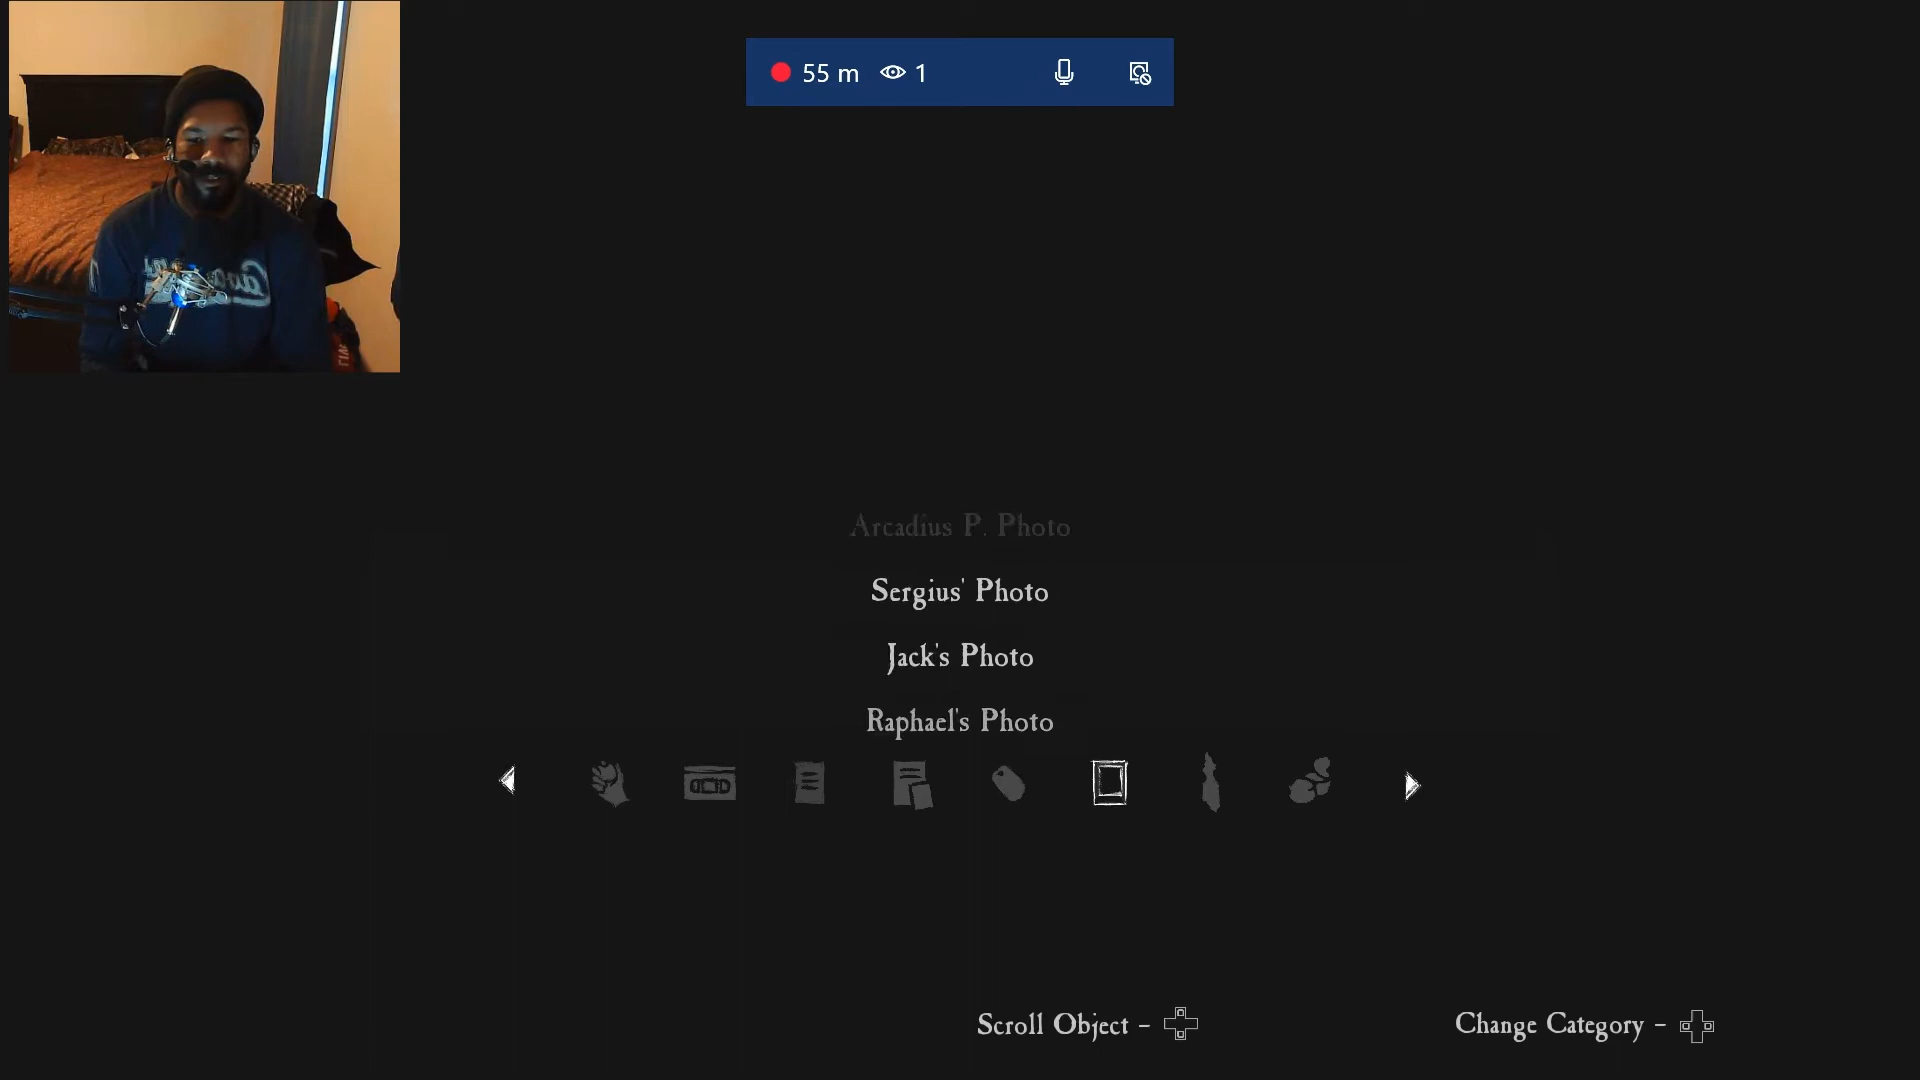 55 m 1
Arcadius P. Photo
Sergius' Photo
Jack's Photo
Raphael's Photo
Scroll Object -
Change Category -